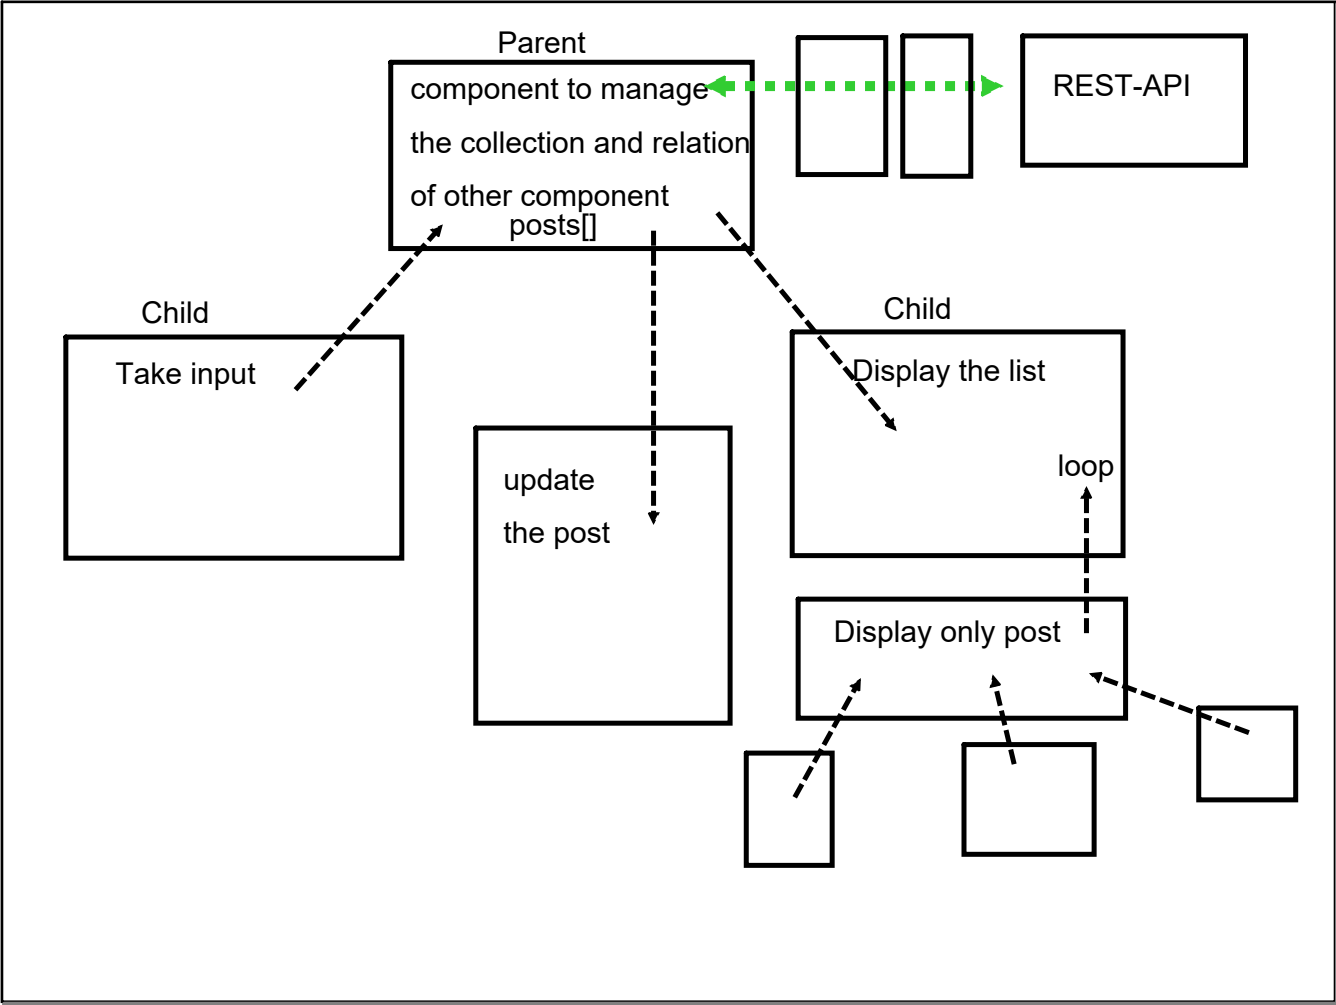 Parent
component to manage
the collection and relation
of other component
posts[]
REST-API
Child
Take input
Child
Display the list
loop
update
the post
Display only post